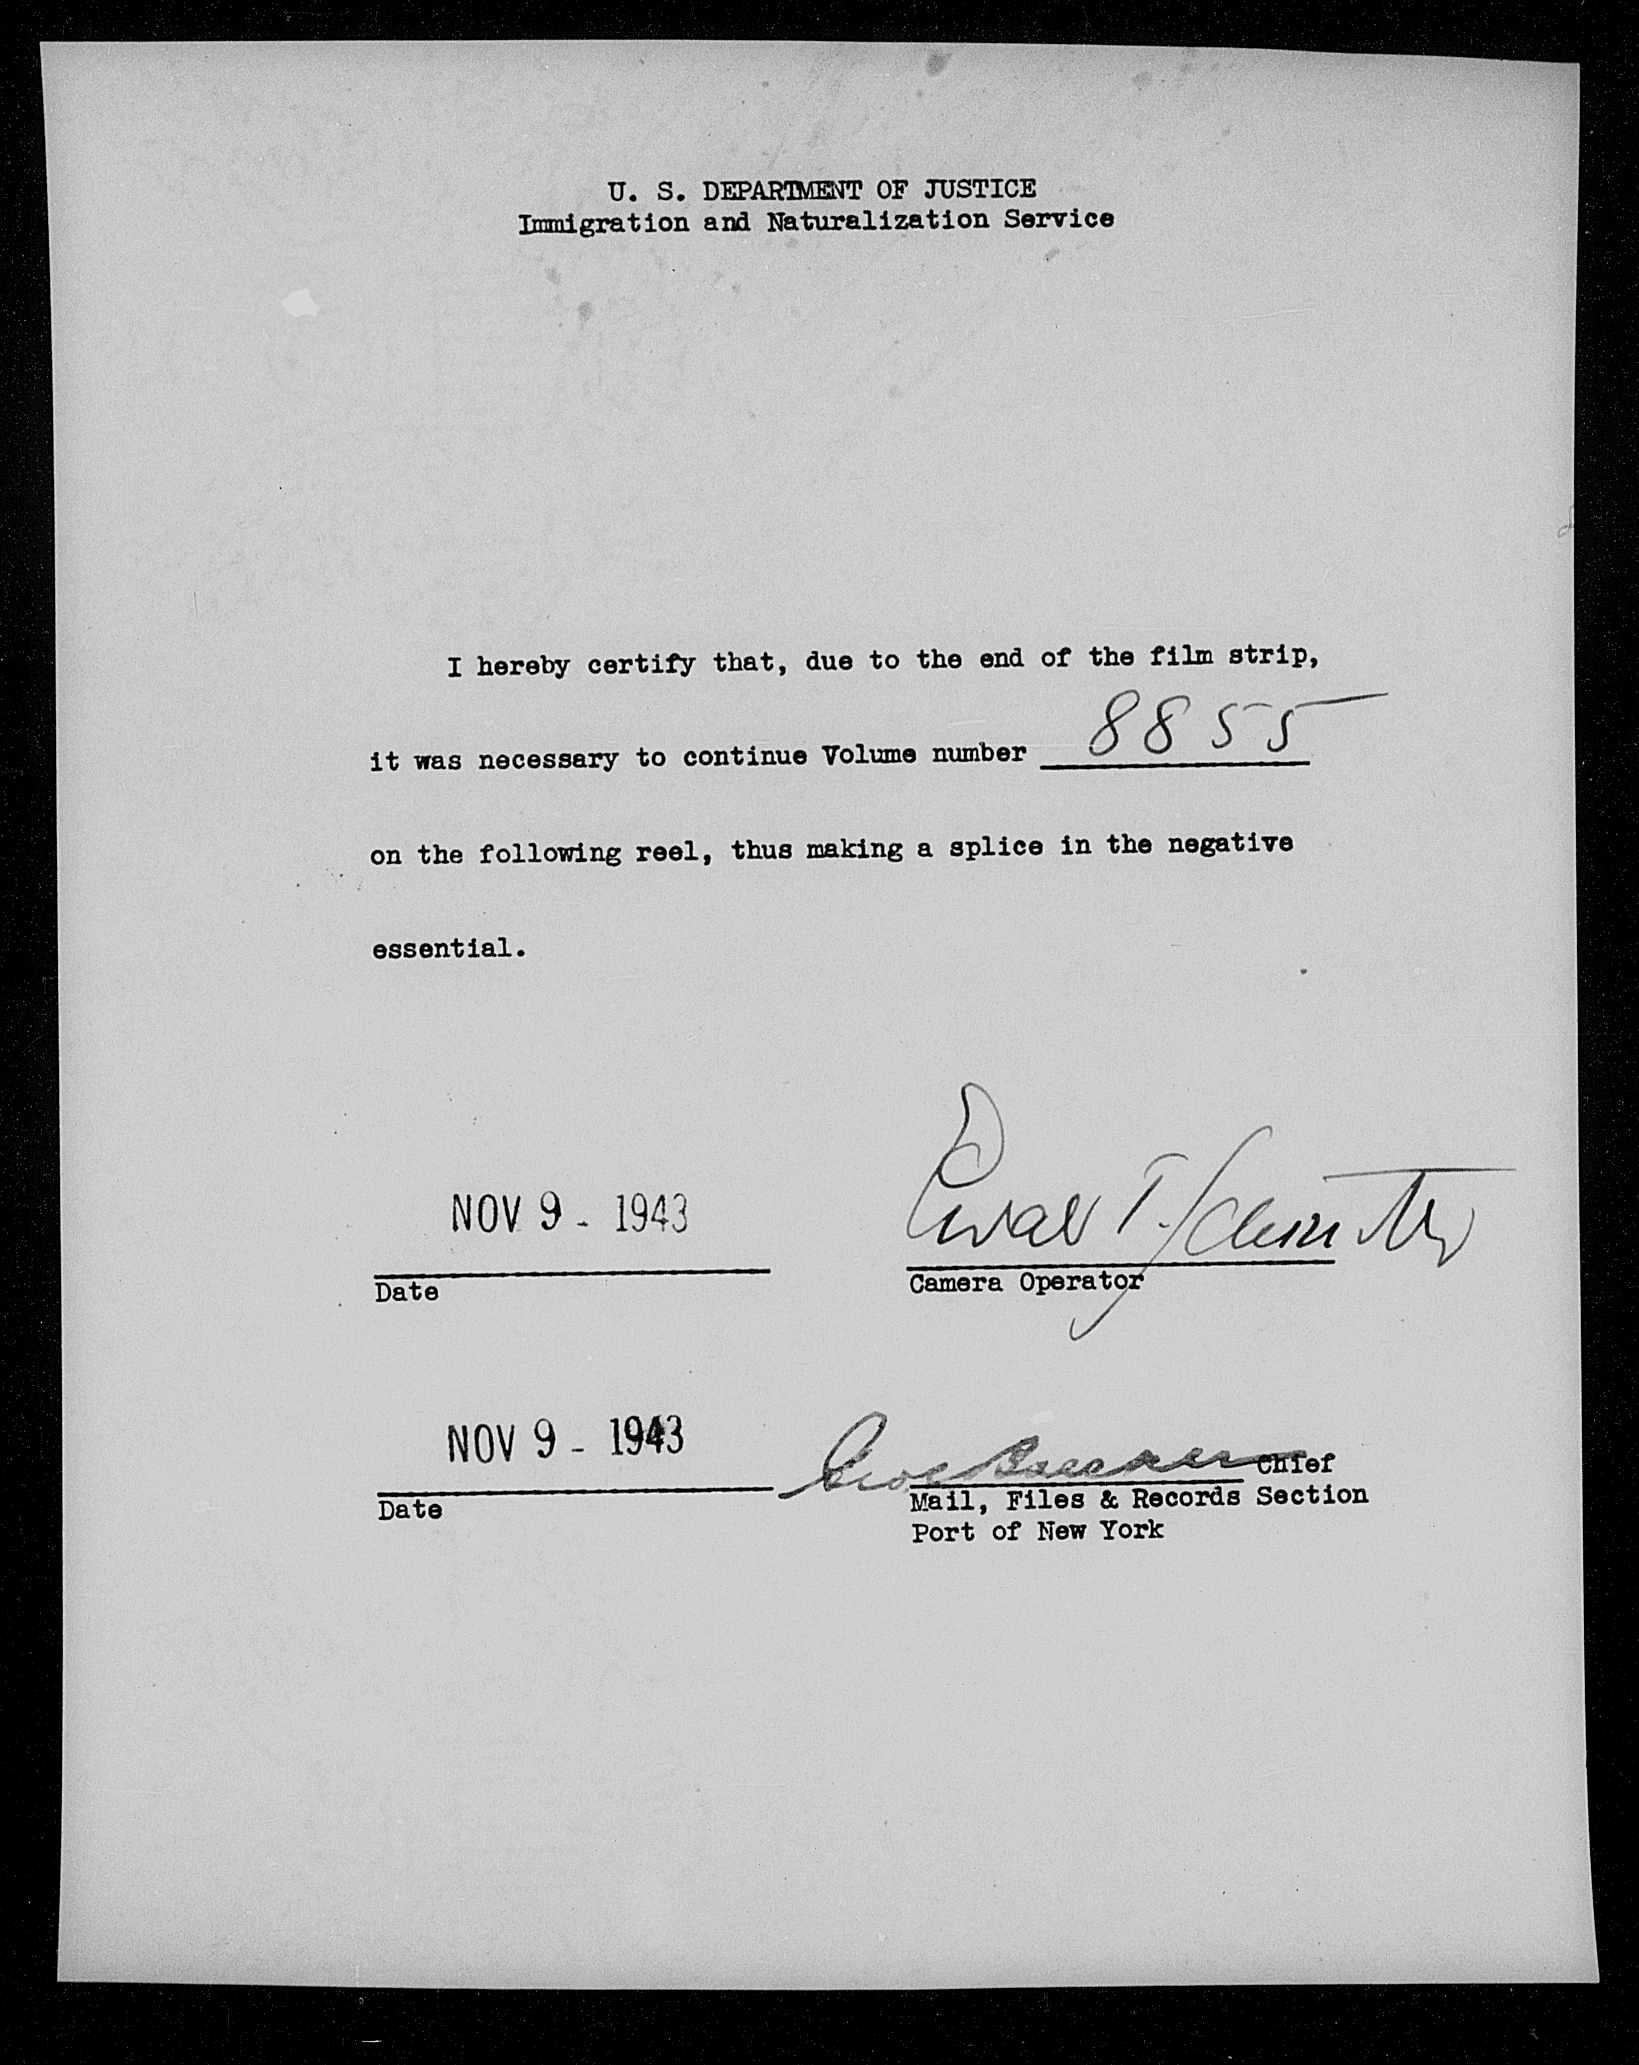 U. S. DEPARTMENT OF JUSTICE
Immigration and Naturalization Service
I hereby certify that, due to the end of the film strip,
it was necessary to continue Volume number 8855
on the following reel, thus making a splice in the negative
essential.
NOV 9 - 1943
Date
Camera Operator
NOV 9 - 1943
Date
Chief
Mail, Files & Records Section
Port of New York